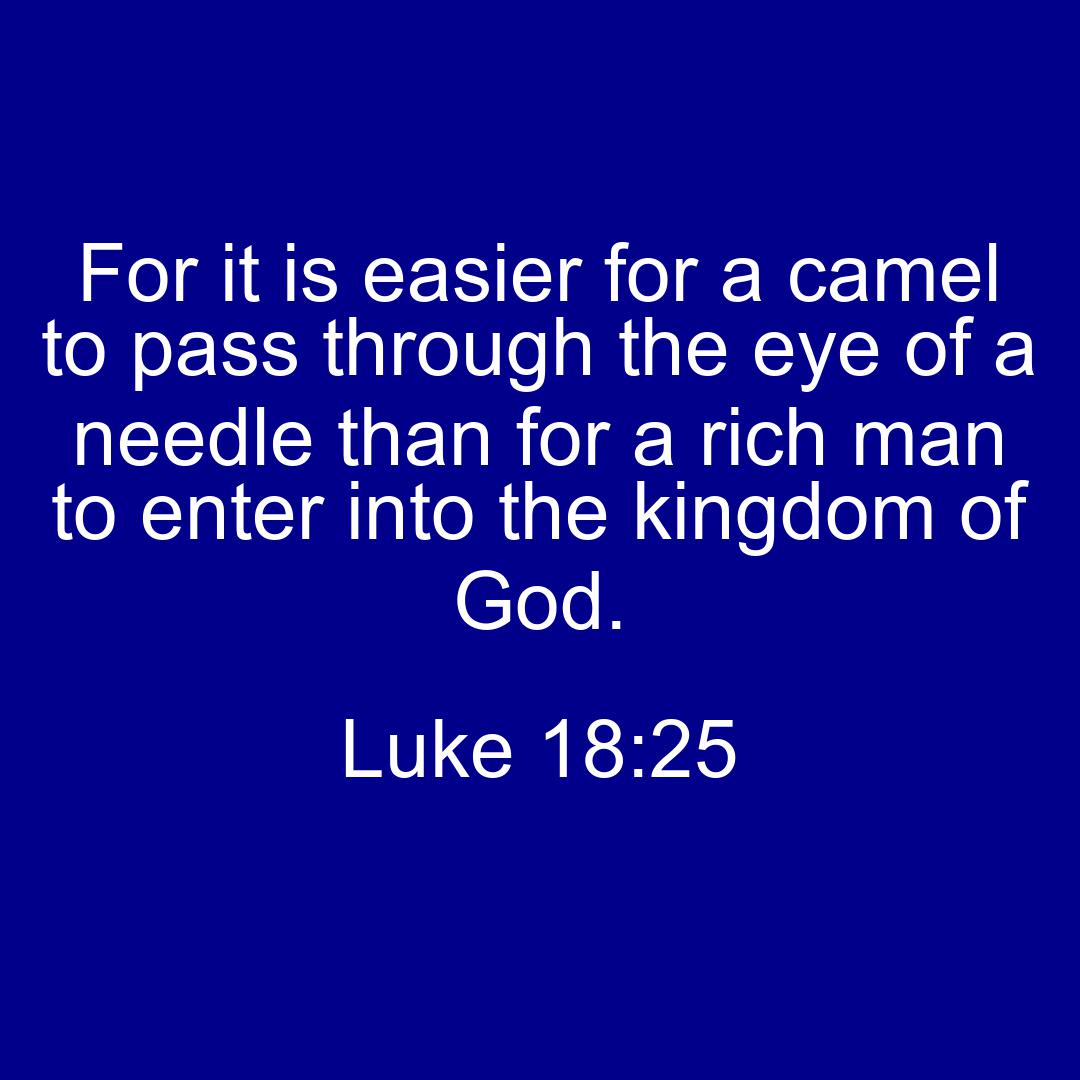 For it is easier for a camel
to pass through the eye of a
needle than for a rich man
to enter into the kingdom of
God.
Luke 18:25